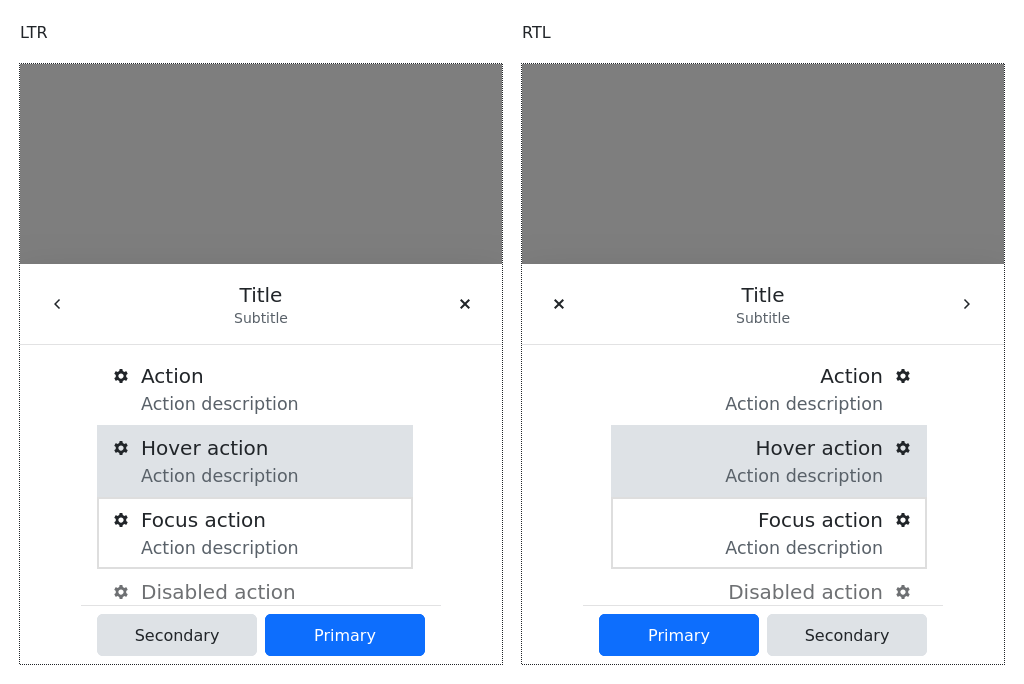 LTR
Title
Subtitle
Action
Action description
Hover action
Action description
Focus action
Action description
Disabled action
Secondary Primary
RTL
Title
Subtitle
Action
Action description
Hover action
Action description
Focus action
Action description
Disabled action
Primary Secondary